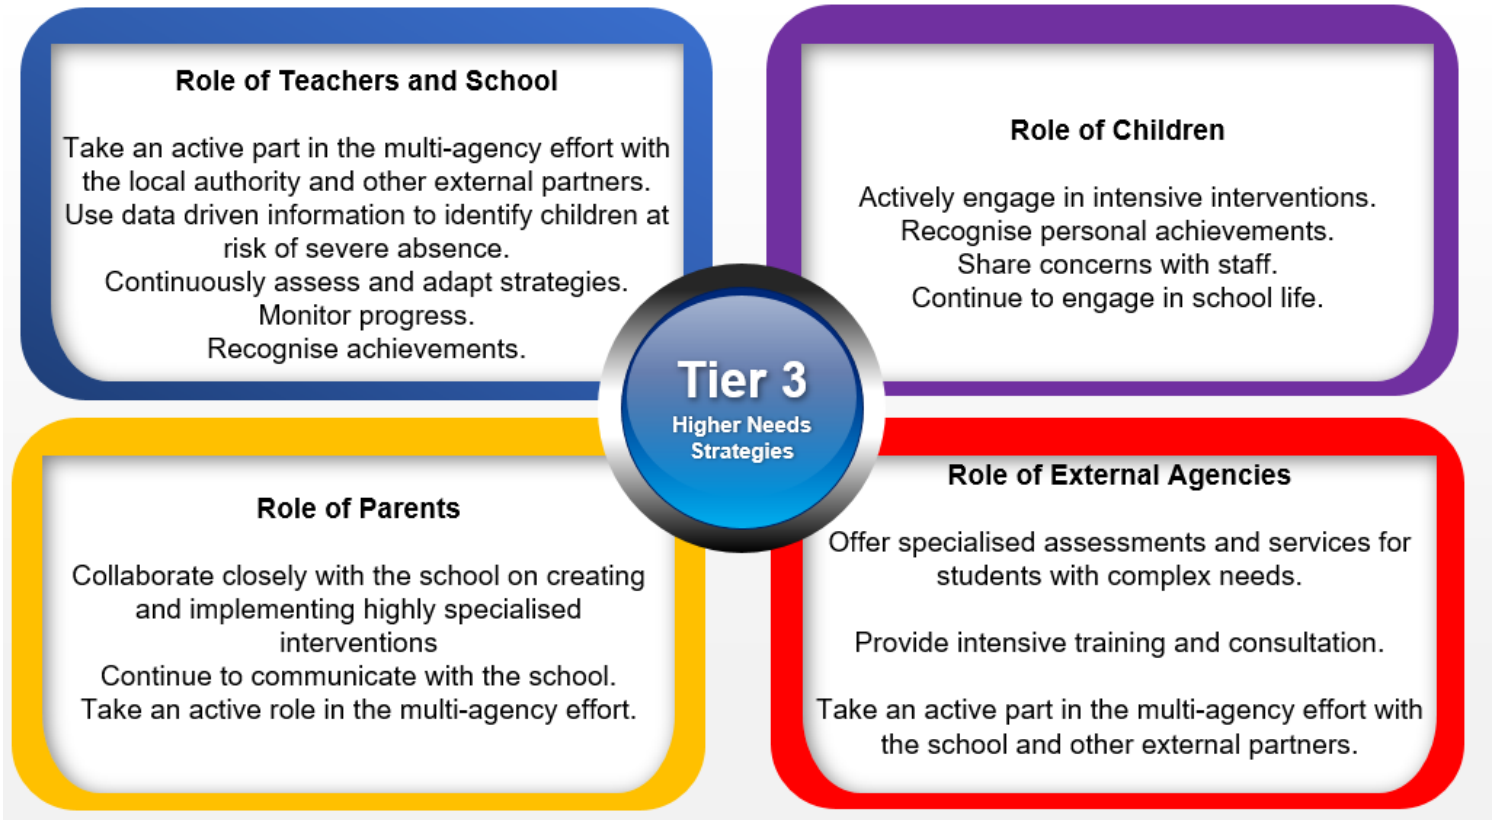 Role of Teachers and School
Take an active part in the multi-agency effort with
the local authority and other external partners.
Use data driven information to identify children at
risk of severe absence.
Continuously assess and adapt strategies.
Monitor progress.
Recognise achievements.
Role of Children
Actively engage in intensive interventions.
Recognise personal achievements.
Share concerns with staff.
Continue to engage in school life.
Tier 3
Higher Needs
Strategies
Role of Parents
Collaborate closely with the school on creating
and implementing highly specialised
interventions
Continue to communicate with the school.
Take an active role in the multi-agency effort.
Role of External Agencies
Offer specialised assessments and services for
students with complex needs.
Provide intensive training and consultation.
Take an active part in the multi-agency effort with
the school and other external partners.